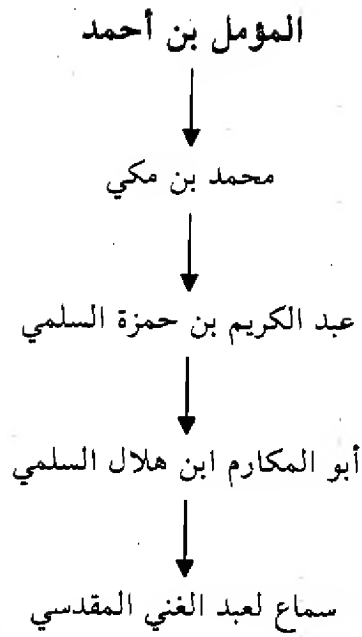 المؤمل بن أحمد
محمد بن مكي
عبد الكريم بن حمزة السلمي
أبو المكارم ابن هلال السلمي
سماع لعبد الغني المقدسي